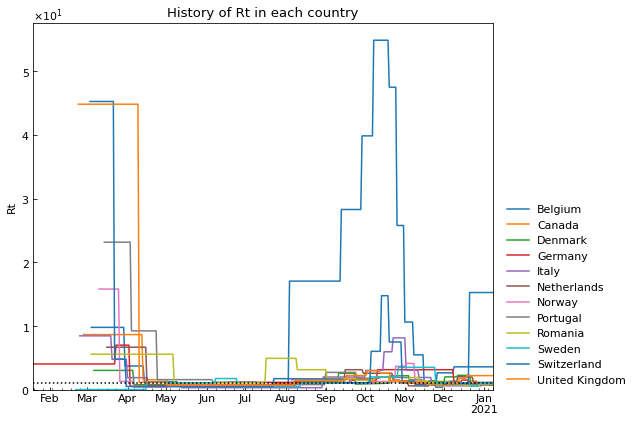 History of Rt in each country
×10¹
5
4
3
2
1
0
Rt
Feb Mar Apr May Jun Jul Aug Sep Oct Nov Dec Jan
2021
Belgium
Canada
Denmark
Germany
Italy
Netherlands
Norway
Portugal
Romania
Sweden
Switzerland
United Kingdom